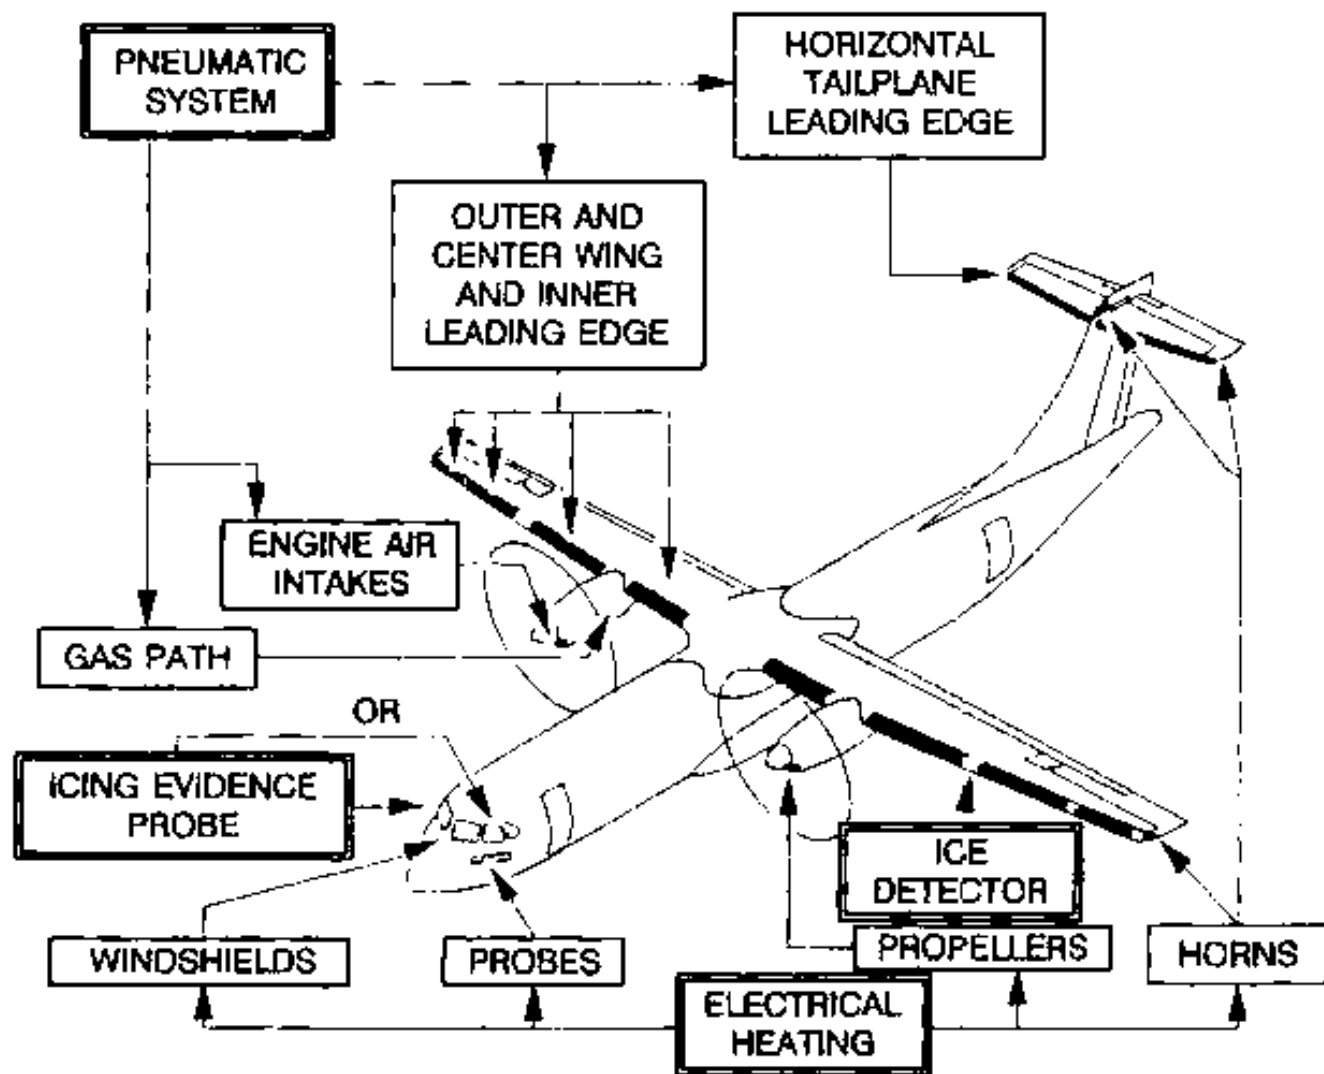 PNEUMATIC
SYSTEM
HORIZONTAL
TAILPLANE
LEADING EDGE
OUTER AND
CENTER WING
AND INNER
LEADING EDGE
ENGINE AIR
INTAKES
GAS PATH
OR
ICING EVIDENCE
PROBE
ICE
DETECTOR
WINDSHIELDS
PROBES
PROPELLERS
HORNS
ELECTRICAL
HEATING